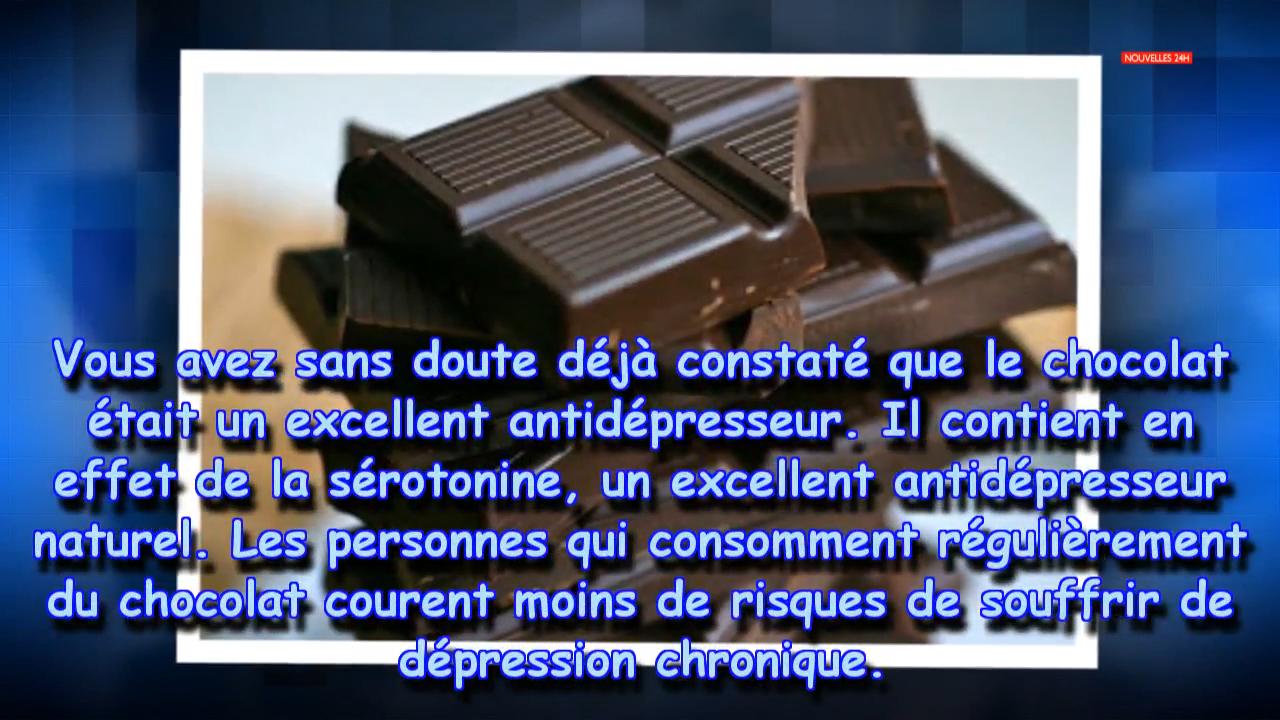 NOUVELLES 24H
Vous avez sans doute déjà constaté que le chocolat
était un excellent antidépresseur. Il contient en
effet de la sérotonine, un excellent antidépresseur
naturel. Les personnes qui consomment régulièrement
du chocolat courent moins de risques de souffrir de
dépression chronique.